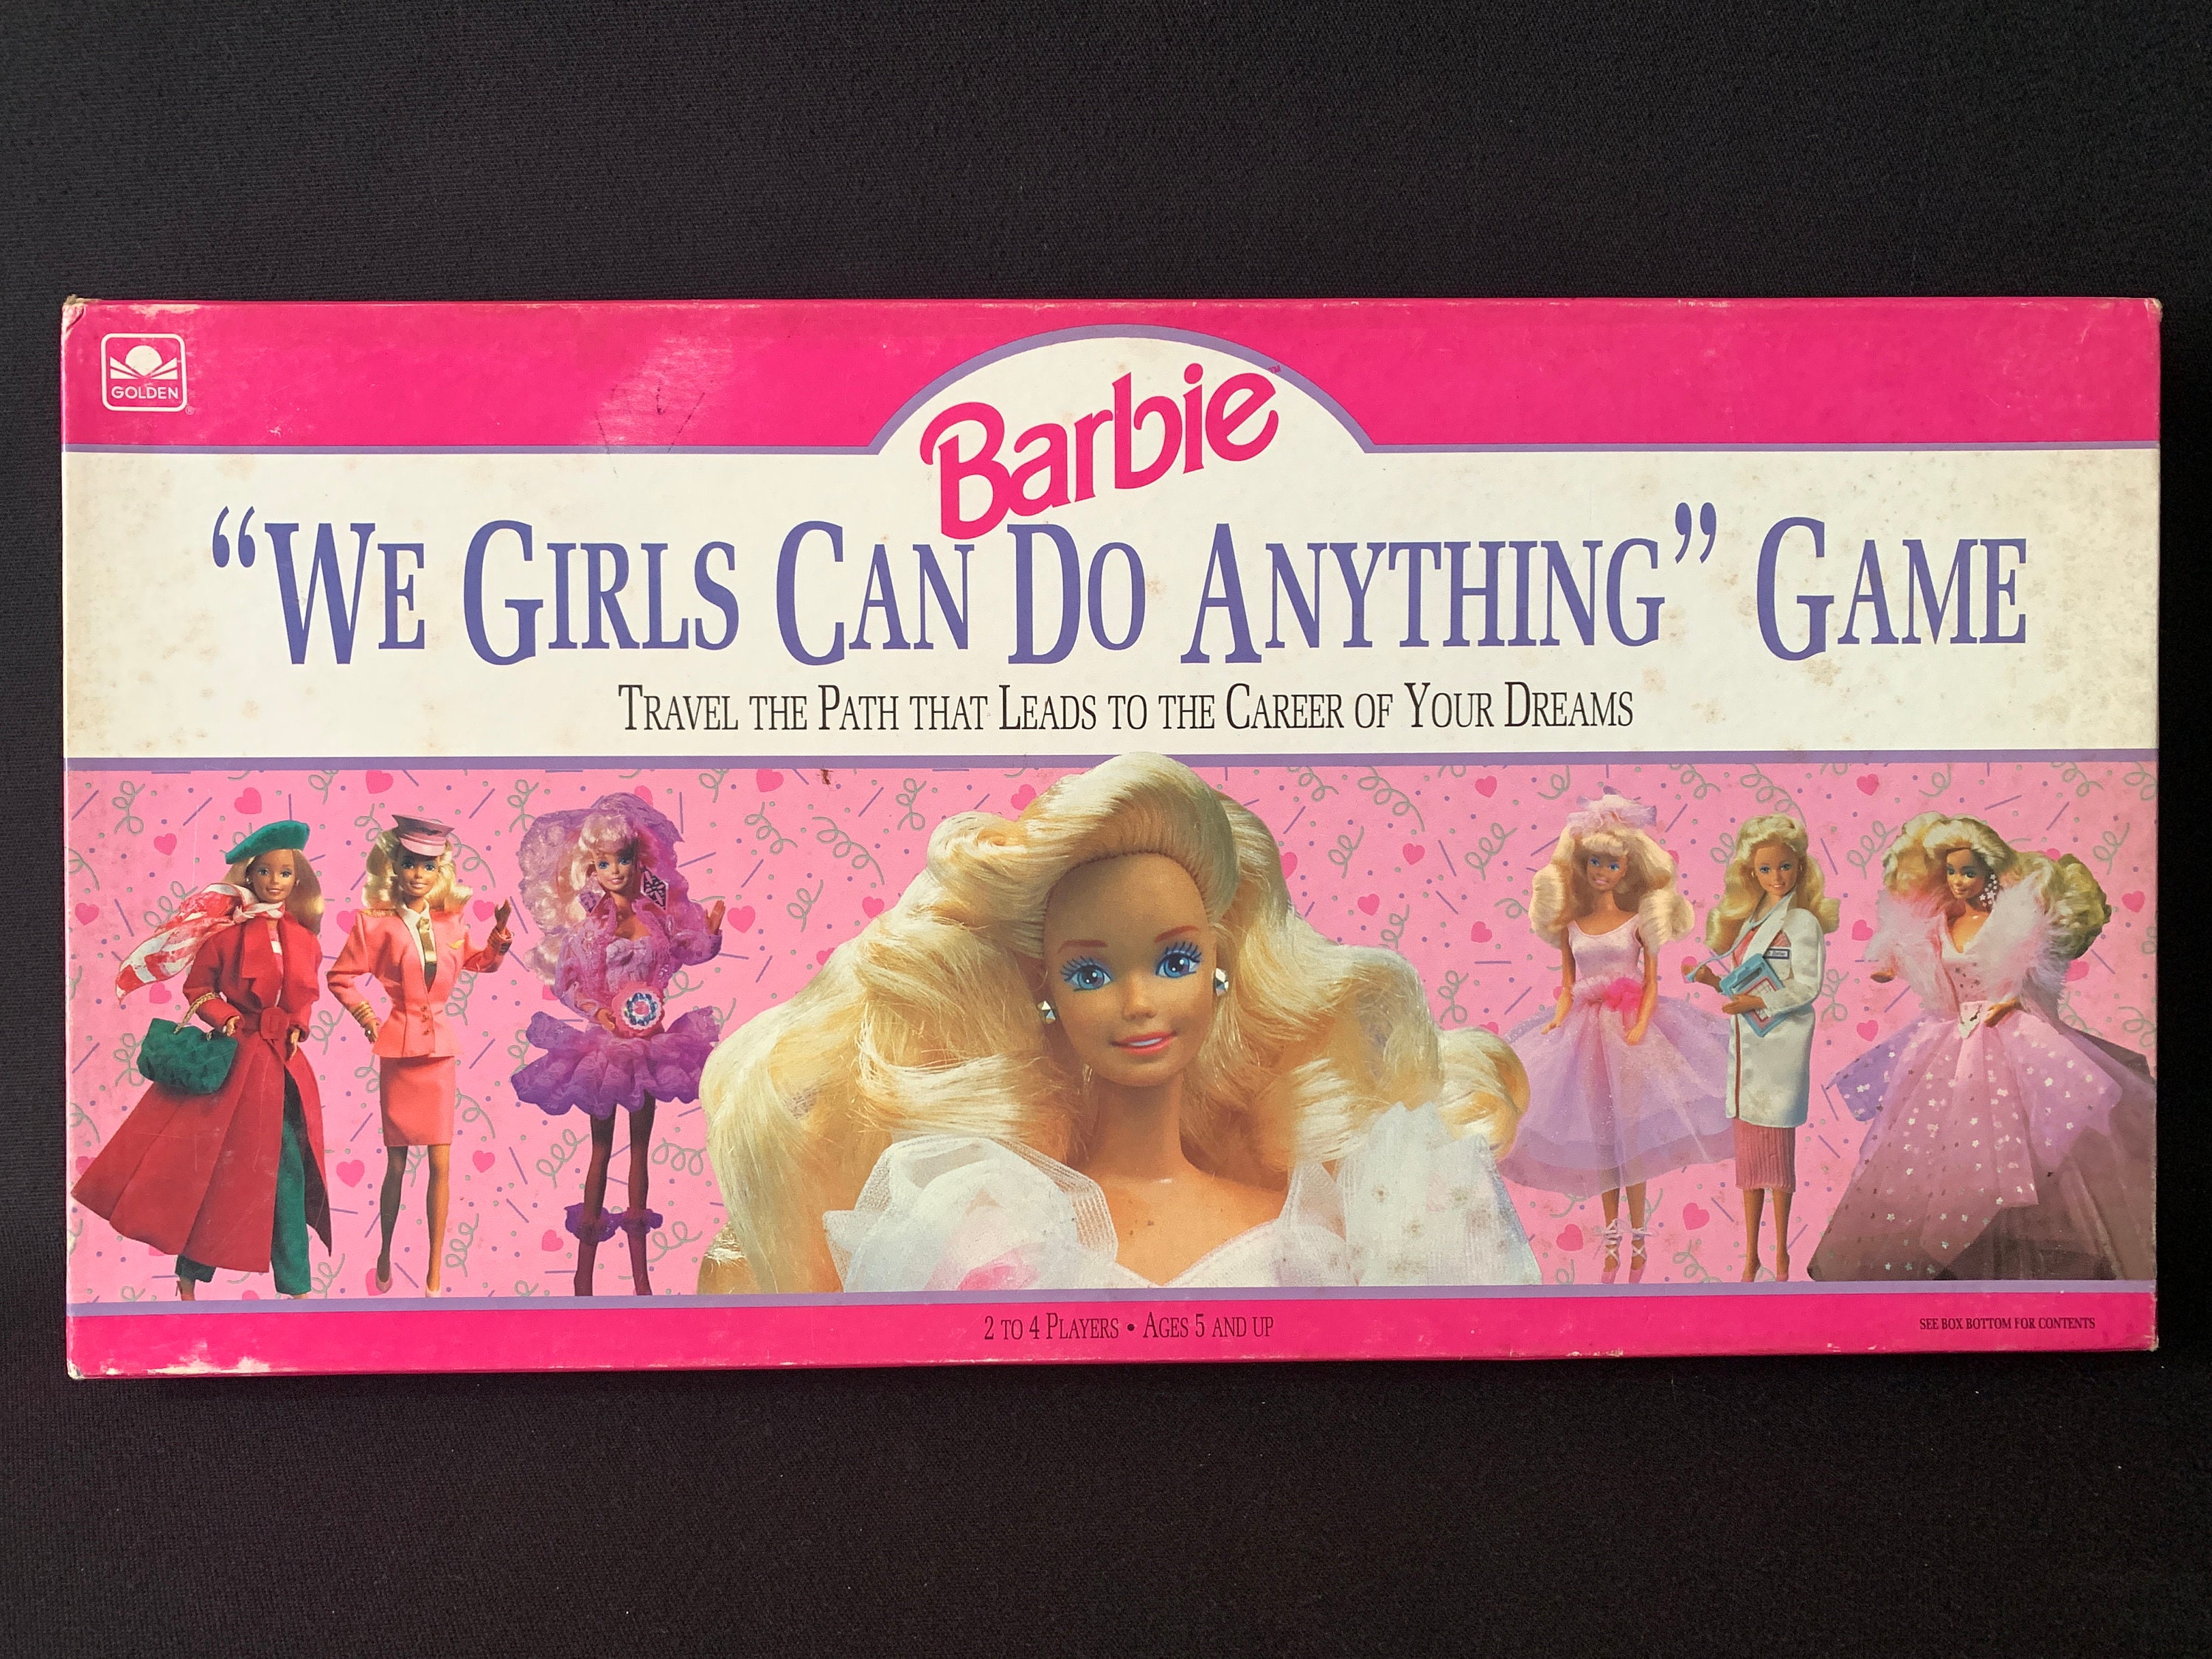 GOLDEN
®
Barbie™
“WE GIRLS CAN DO ANYTHING” GAME
TRAVEL THE PATH THAT LEADS TO THE CAREER OF YOUR DREAMS
2 TO 4 PLAYERS • AGES 5 AND UP
SEE BOX BOTTOM FOR CONTENTS